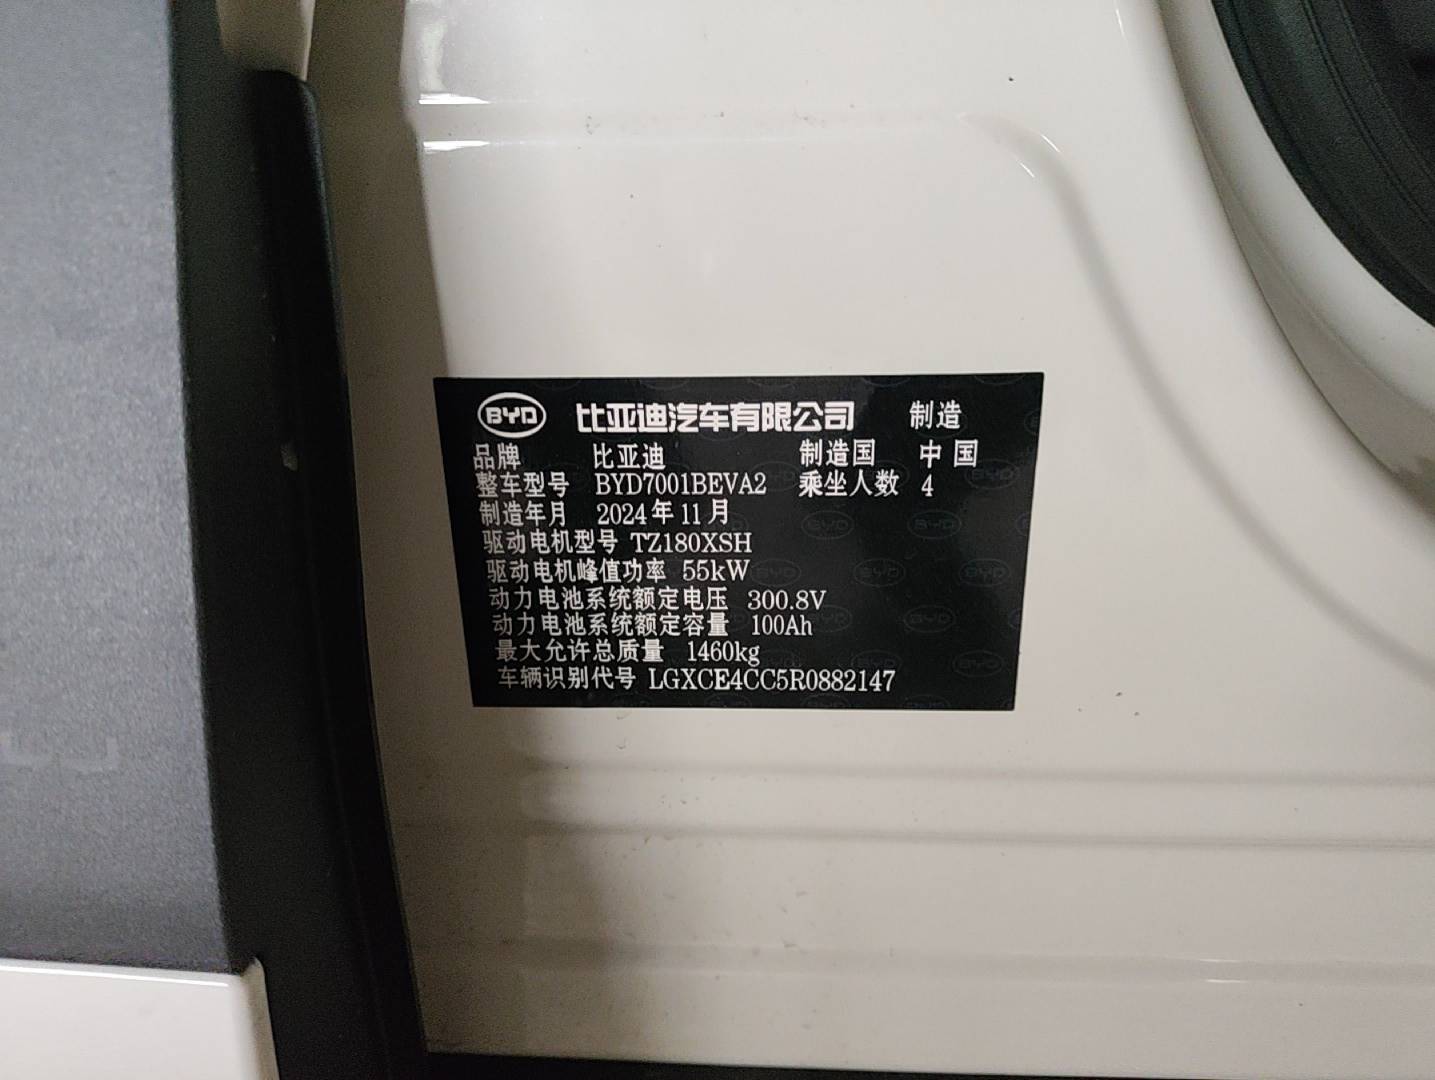 BYD 比亚迪汽车有限公司 制造
品牌 比亚迪 制造国 中国
整车型号 BYD7001BEVA2 乘坐人数 4
制造年月 2024年11月
驱动电机型号 TZ180XSH
驱动电机峰值功率 55kW
动力电池系统额定电压 300.8V
动力电池系统额定容量 100Ah
最大允许总质量 1460kg
车辆识别代号 LGXCE4CC5R0882147